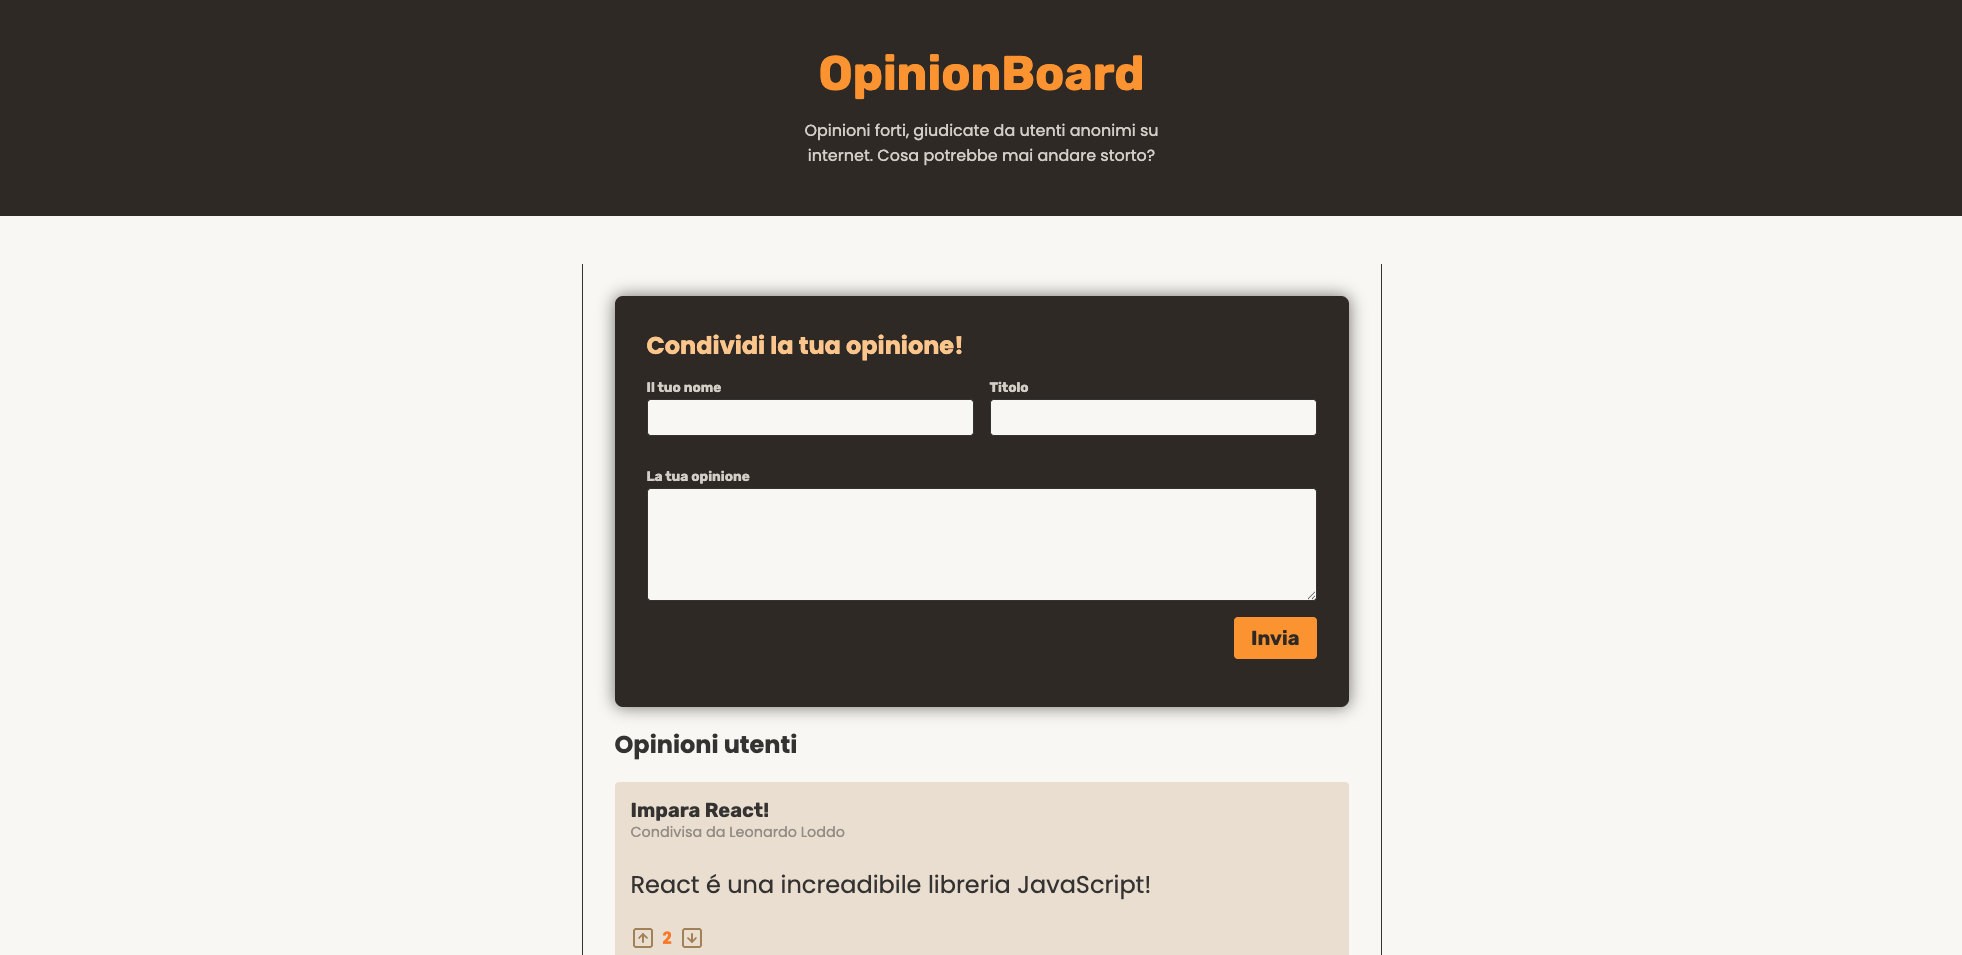 OpinionBoard
Opinioni forti, giudicate da utenti anonimi su
internet. Cosa potrebbe mai andare storto?
Condividi la tua opinione!
Il tuo nome
Titolo
La tua opinione
Invia
Opinioni utenti
Impara React!
Condivisa da Leonardo Loddo
React é una increadibile libreria JavaScript!
2